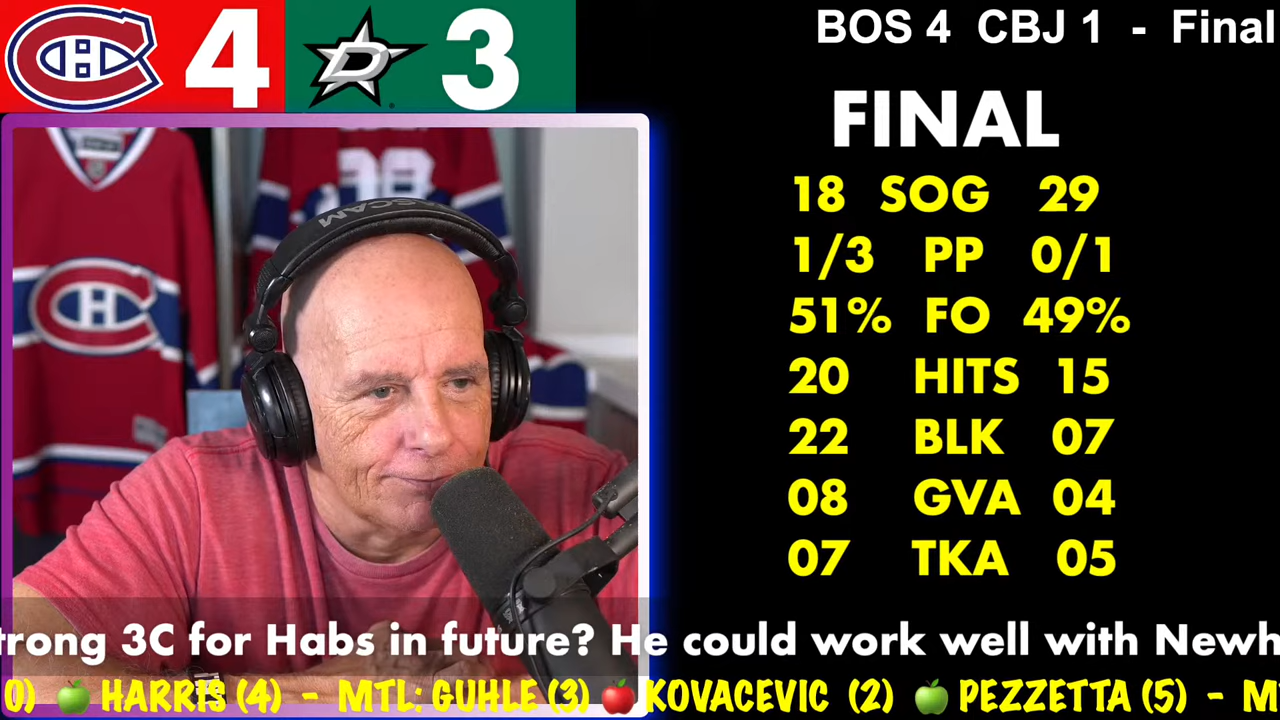 4 3
BOS 4 CBJ 1 - Final
FINAL
18 SOG 29
1/3 PP 0/1
51% FO 49%
20 HITS 15
22 BLK 07
08 GVA 04
07 TKA 05
trong 3C for Habs in future? He could work well with Newh
0) HARRIS (4) - MTL: GUHLE (3) KOVACEVIC (2) PEZZETTA (5) - M